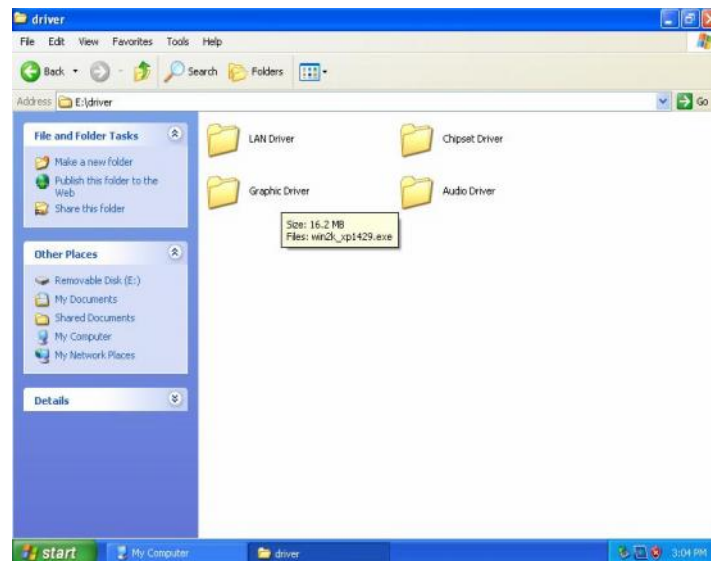 driver
File Edit View Favorites Tools Help
Back Search Folders
Address E:\driver Go
File and Folder Tasks
Make a new folder
Publish this folder to the
Web
Share this folder
Other Places
Removable Disk (E:)
My Documents
Shared Documents
My Computer
My Network Places
Details
LAN Driver Chipset Driver
Graphic Driver Audio Driver
Size: 16.2 MB
Files: win2k_xp1429.exe
start My Computer driver 3:04 PM